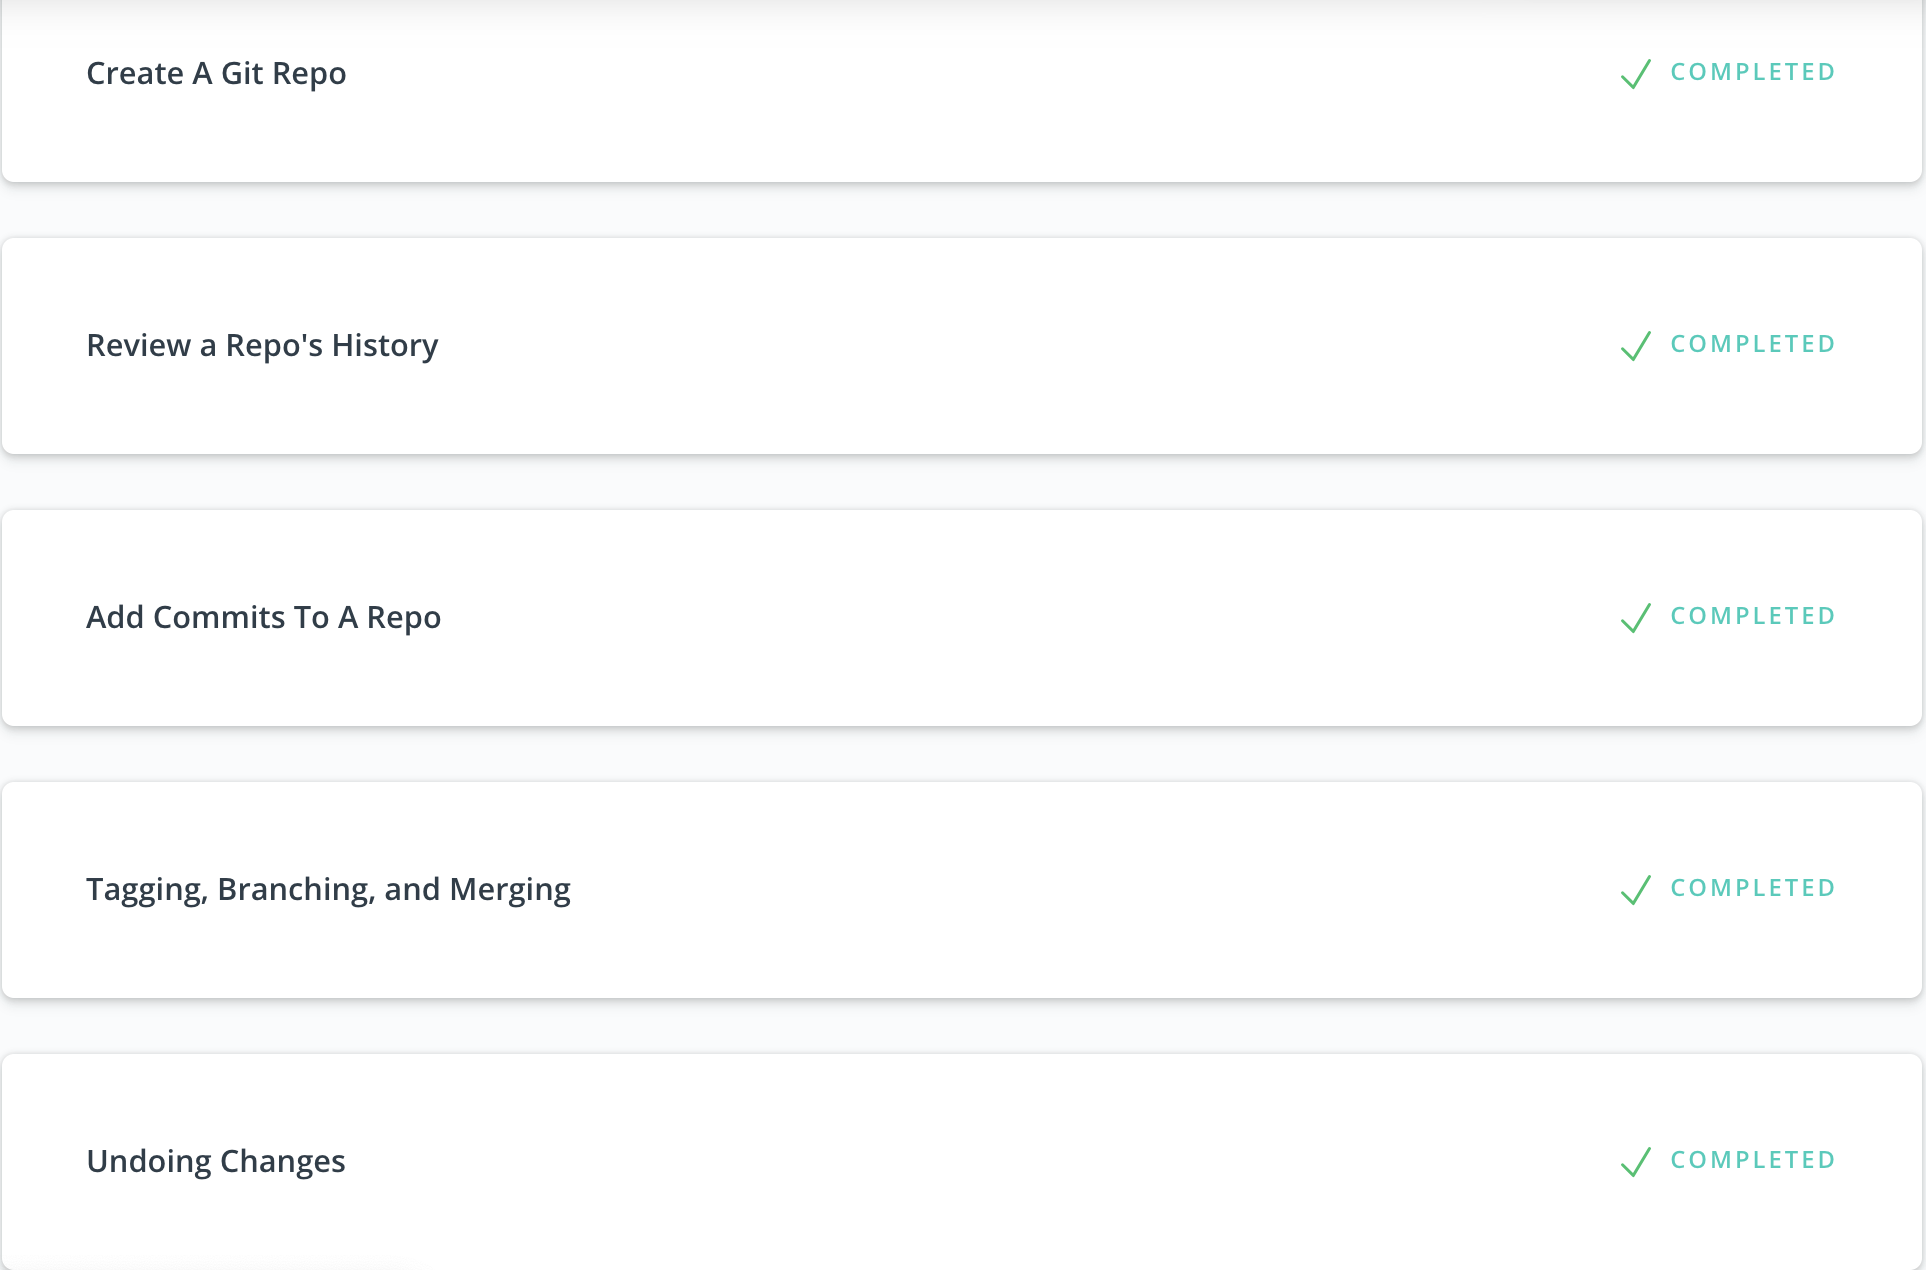 Create A Git Repo COMPLETED
Review a Repo's History COMPLETED
Add Commits To A Repo COMPLETED
Tagging, Branching, and Merging COMPLETED
Undoing Changes COMPLETED